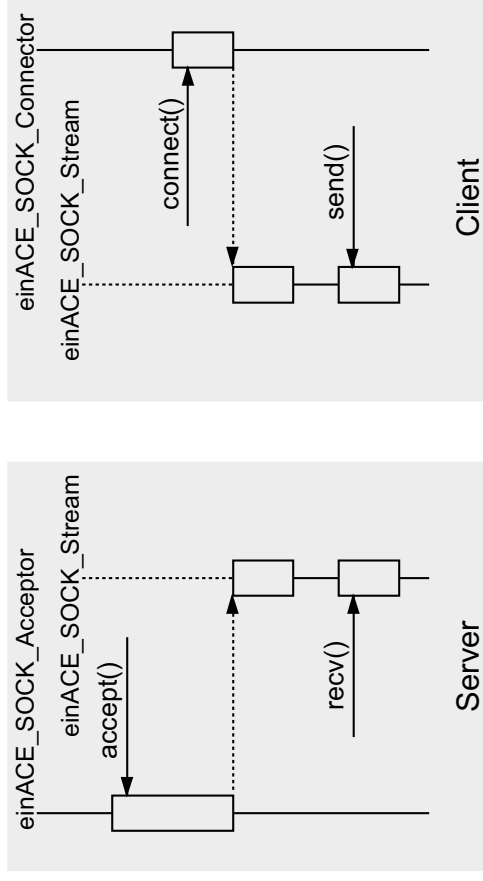 einACE_SOCK_Acceptor
einACE_SOCK_Stream
accept()
recv()
Server
einACE_SOCK_Connector
einACE_SOCK_Stream
connect()
send()
Client